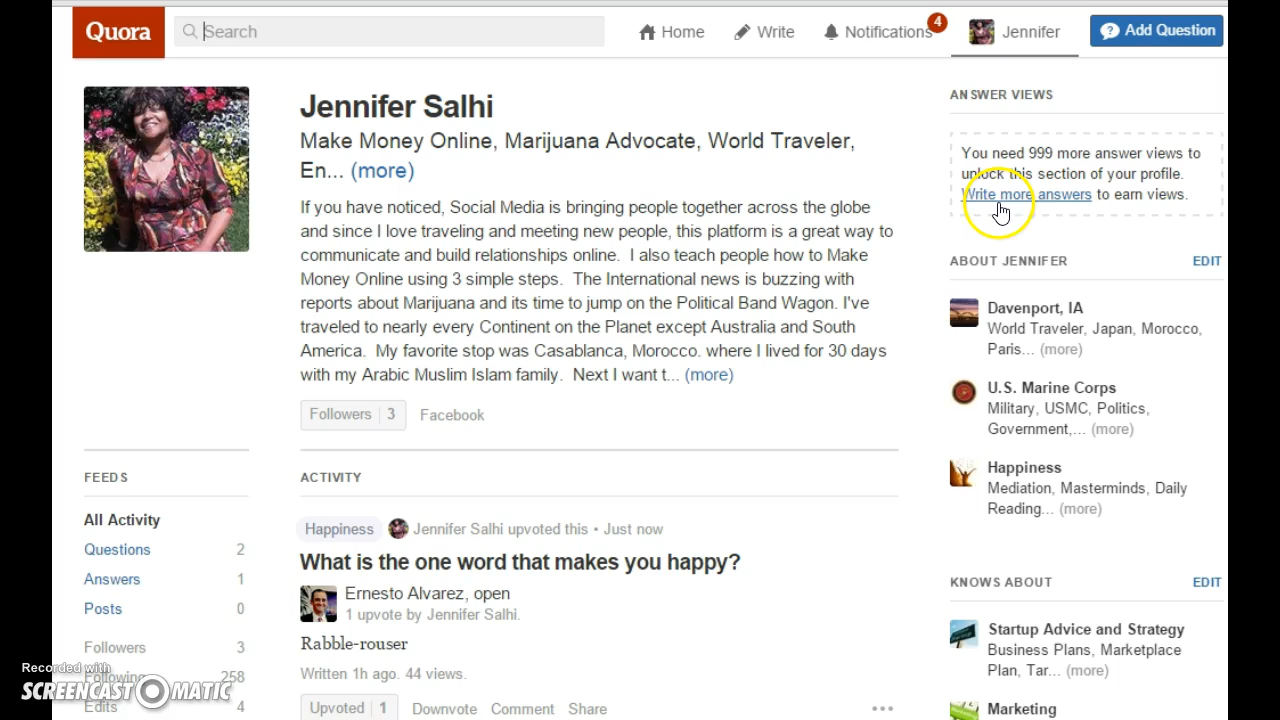 Quora
Search
Home
Write
Notifications
4
Jennifer
Add Question
Jennifer Salhi
Make Money Online, Marijuana Advocate, World Traveler,
En... (more)
If you have noticed, Social Media is bringing people together across the globe
and since I love traveling and meeting new people, this platform is a great way to
communicate and build relationships online.  I also teach people how to Make
Money Online using 3 simple steps.  The International news is buzzing with
reports about Marijuana and its time to jump on the Political Band Wagon. I've
traveled to nearly every Continent on the Planet except Australia and South
America.  My favorite stop was Casablanca, Morocco. where I lived for 30 days
with my Arabic Muslim Islam family.  Next I want t... (more)
Followers 3
Facebook
ANSWER VIEWS
You need 999 more answer views to
unlock this section of your profile.
Write more answers to earn views.
ABOUT JENNIFER
EDIT
Davenport, IA
World Traveler, Japan, Morocco,
Paris... (more)
U.S. Marine Corps
Military, USMC, Politics,
Government,... (more)
Happiness
Mediation, Masterminds, Daily
Reading... (more)
KNOWS ABOUT
EDIT
Startup Advice and Strategy
Business Plans, Marketplace
Plan, Tar... (more)
Marketing
FEEDS
All Activity
Questions 2
Answers 1
Posts 0
Followers 3
Following 258
Edits 4
ACTIVITY
Happiness
Jennifer Salhi upvoted this • Just now
What is the one word that makes you happy?
Ernesto Alvarez, open
1 upvote by Jennifer Salhi.
Rabble-rouser
Written 1h ago. 44 views.
Upvoted 1
Downvote
Comment
Share
Recorded with
SCREENCAST-O-MATIC